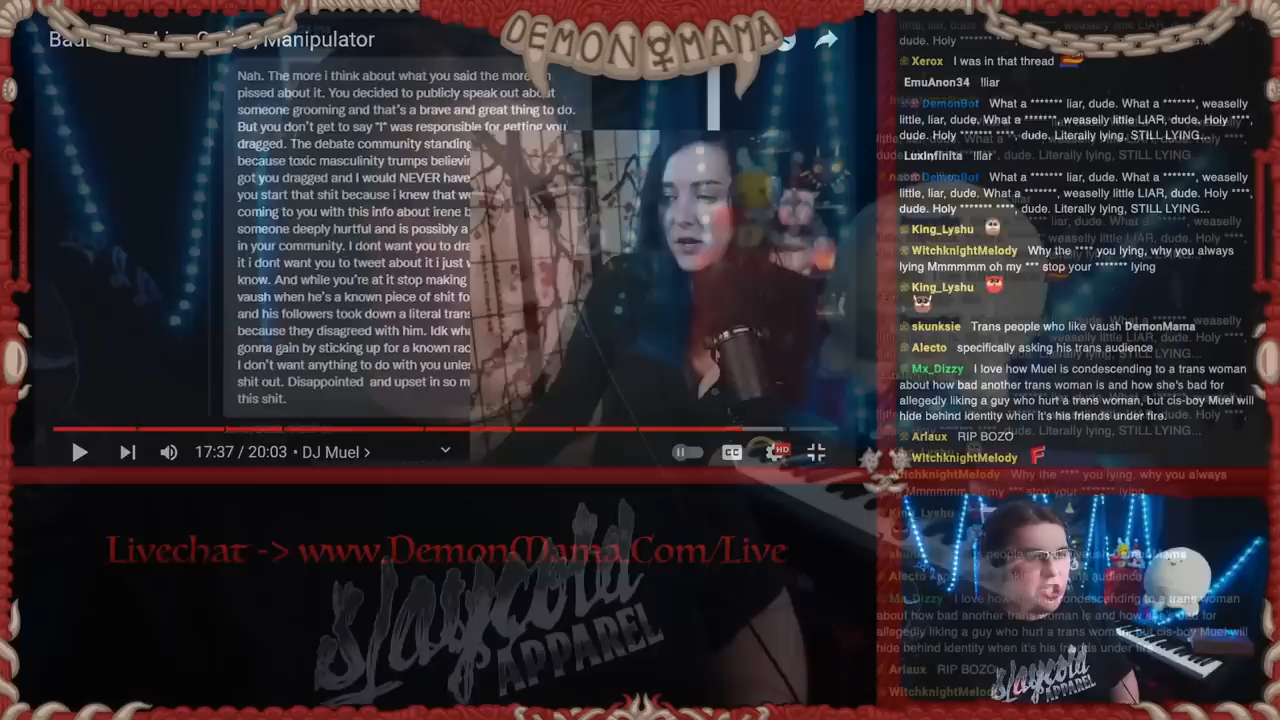 DEMON MAMA
Manipulator
Nah. The more i think about what you said the more
pissed about it. You decided to publicly speak out about
someone grooming and that's a brave and great thing to do.
But you don't get to say "I" was responsible for getting you
dragged. The debate community standing
because toxic masculinity trumps
got you dragged and I would NEVER have
you start that shit because i knew that
coming to you with this info about irene
someone deeply hurtful and is possibly a
in your community. I dont want you to
it i dont want you to tweet about it i just
know. And while you're at it stop making
vaush when he's a known piece of shit
and his followers took down a literal
because they disagreed with him. Idk
gonna gain by sticking up for a known
I don't want anything to do with you
shit out. Disappointed and upset in so
this shit.
17:37 / 20:03 • DJ Muel >
CC
HD
Livechat -> www.DemonMama.Com/Live
Slaycold
APPAREL
dude. Holy ******* ****, dude. Literally lying, STILL LYING...
Xerox I was in that thread
EmuAnon34 !liar
DemonBot What a ******* liar, dude. What a *******, weaselly
little, liar, dude. What a *******, weaselly little LIAR, dude. Holy ****,
dude. Holy ******* ****, dude. Literally lying, STILL LYING...
LuxInfinita !liar
DemonBot What a ******* liar, dude. What a *******, weaselly
little, liar, dude. What a *******, weaselly little LIAR, dude. Holy ****,
dude. Holy ******* ****, dude. Literally lying, STILL LYING...
King_Lyshu
WitchknightMelody Why the **** you lying, why you always
lying Mmmmmm oh my *** stop your ******* lying
King_Lyshu
skunksie Trans people who like vaush DemonMama
Alecto specifically asking his trans audience
Mx_Dizzy I love how Muel is condescending to a trans woman
about how bad another trans woman is and how she's bad for
allegedly liking a guy who hurt a trans woman, but cis-boy Muel will
hide behind identity when it's his friends under fire.
Arlaux RIP BOZO
WitchknightMelody F
Slaycold
APPAREL